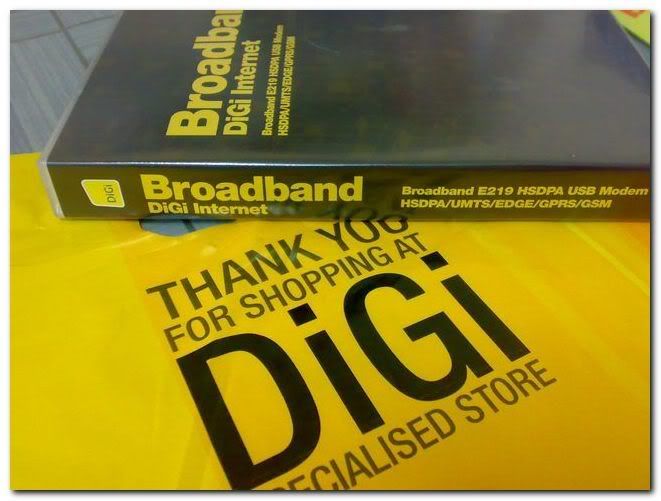 Broadban
DiGi Internet
Broadband E219 HSDPA USB Modem
HSDPA/UMTS/EDGE/GPRS/GSM
DiGi
Broadband
DiGi Internet
Broadband E219 HSDPA USB Modem
HSDPA/UMTS/EDGE/GPRS/GSM
THANK YOU
FOR SHOPPING AT
DiGi
SPECIALISED STORE